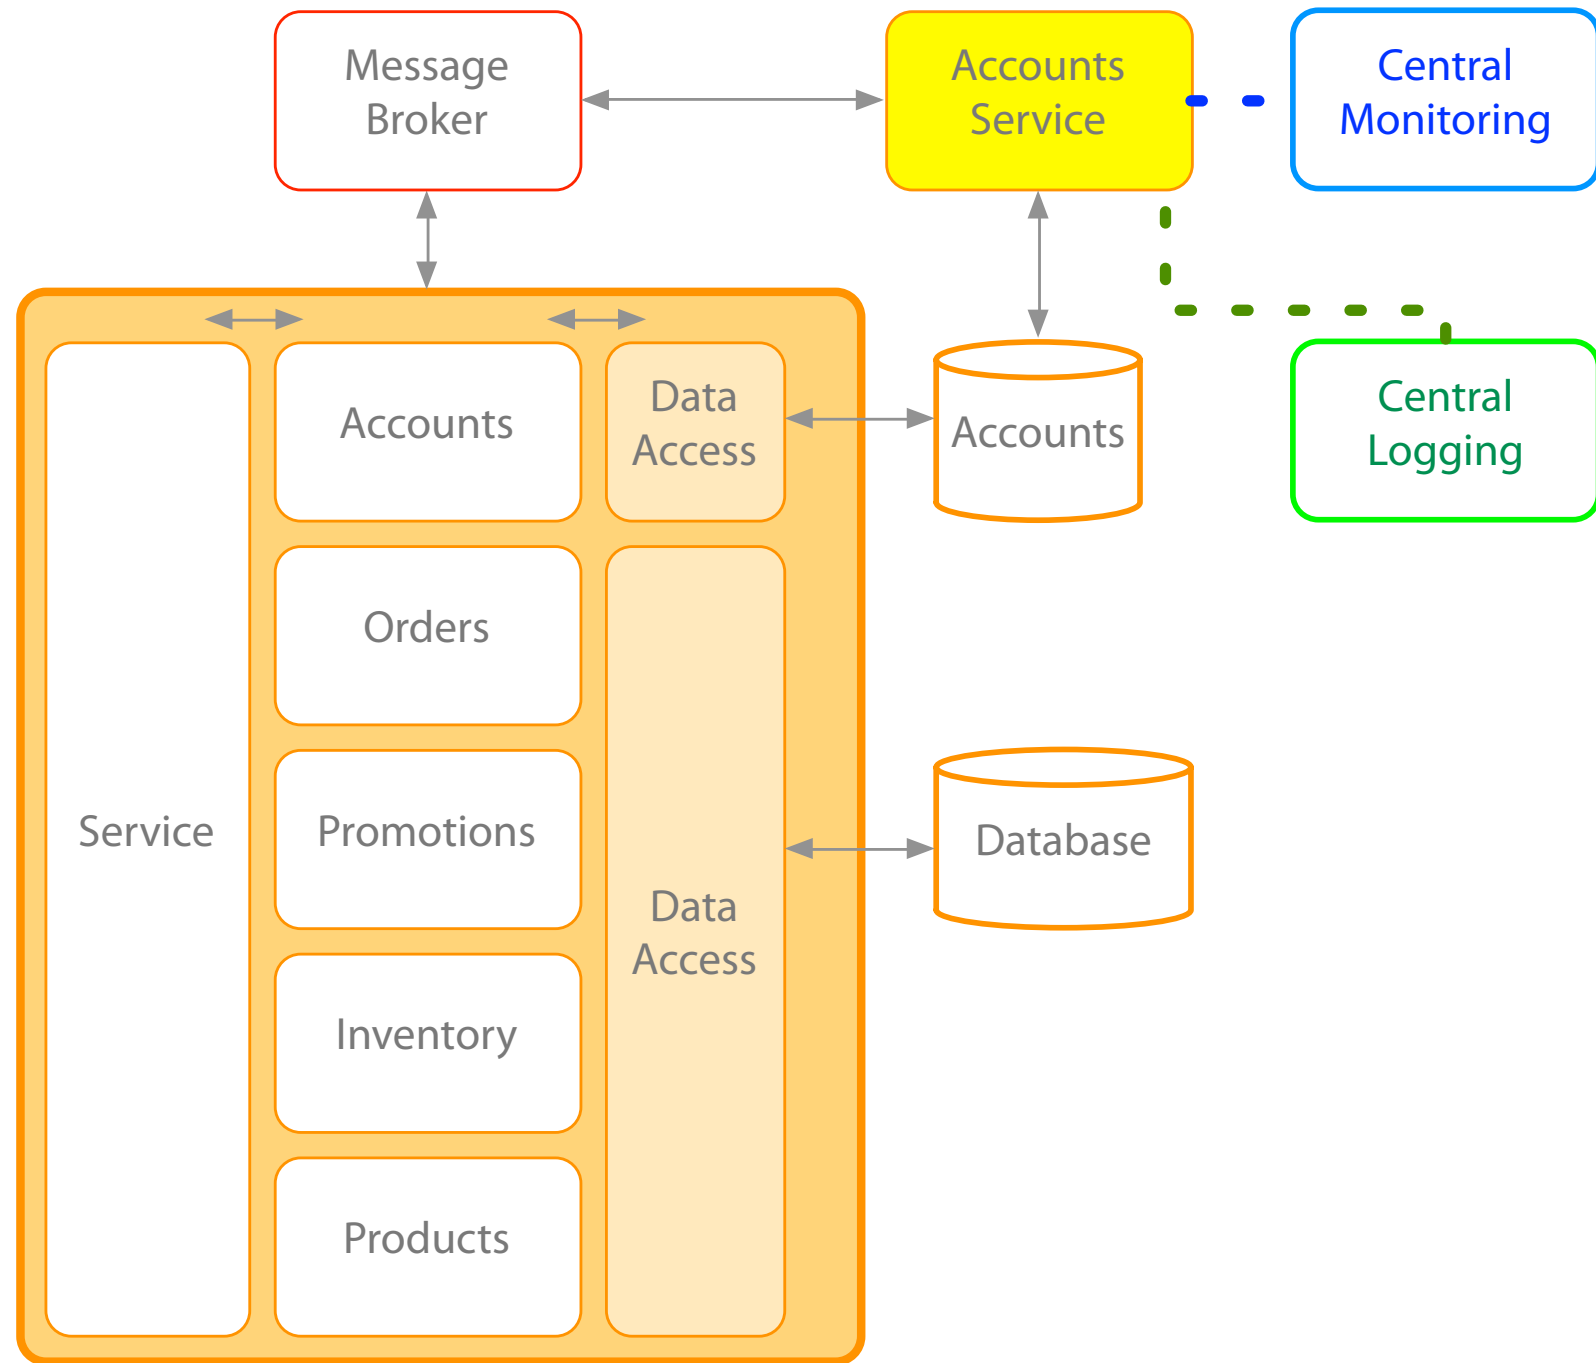 Message
Broker
Accounts
Service
Central
Monitoring
Accounts
Data
Access
Accounts
Central
Logging
Orders
Service
Promotions
Data
Access
Database
Inventory
Products